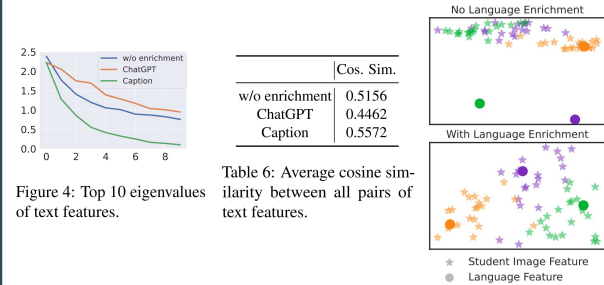 2.5
2.0
1.5
1.0
0.5
0.0
0 2 4 6 8
w/o enrichment
ChatGPT
Caption
Figure 4: Top 10 eigenvalues
of text features.
Cos. Sim.
w/o enrichment 0.5156
ChatGPT 0.4462
Caption 0.5572
Table 6: Average cosine sim-
ilarity between all pairs of
text features.
No Language Enrichment
With Language Enrichment
Student Image Feature
Language Feature